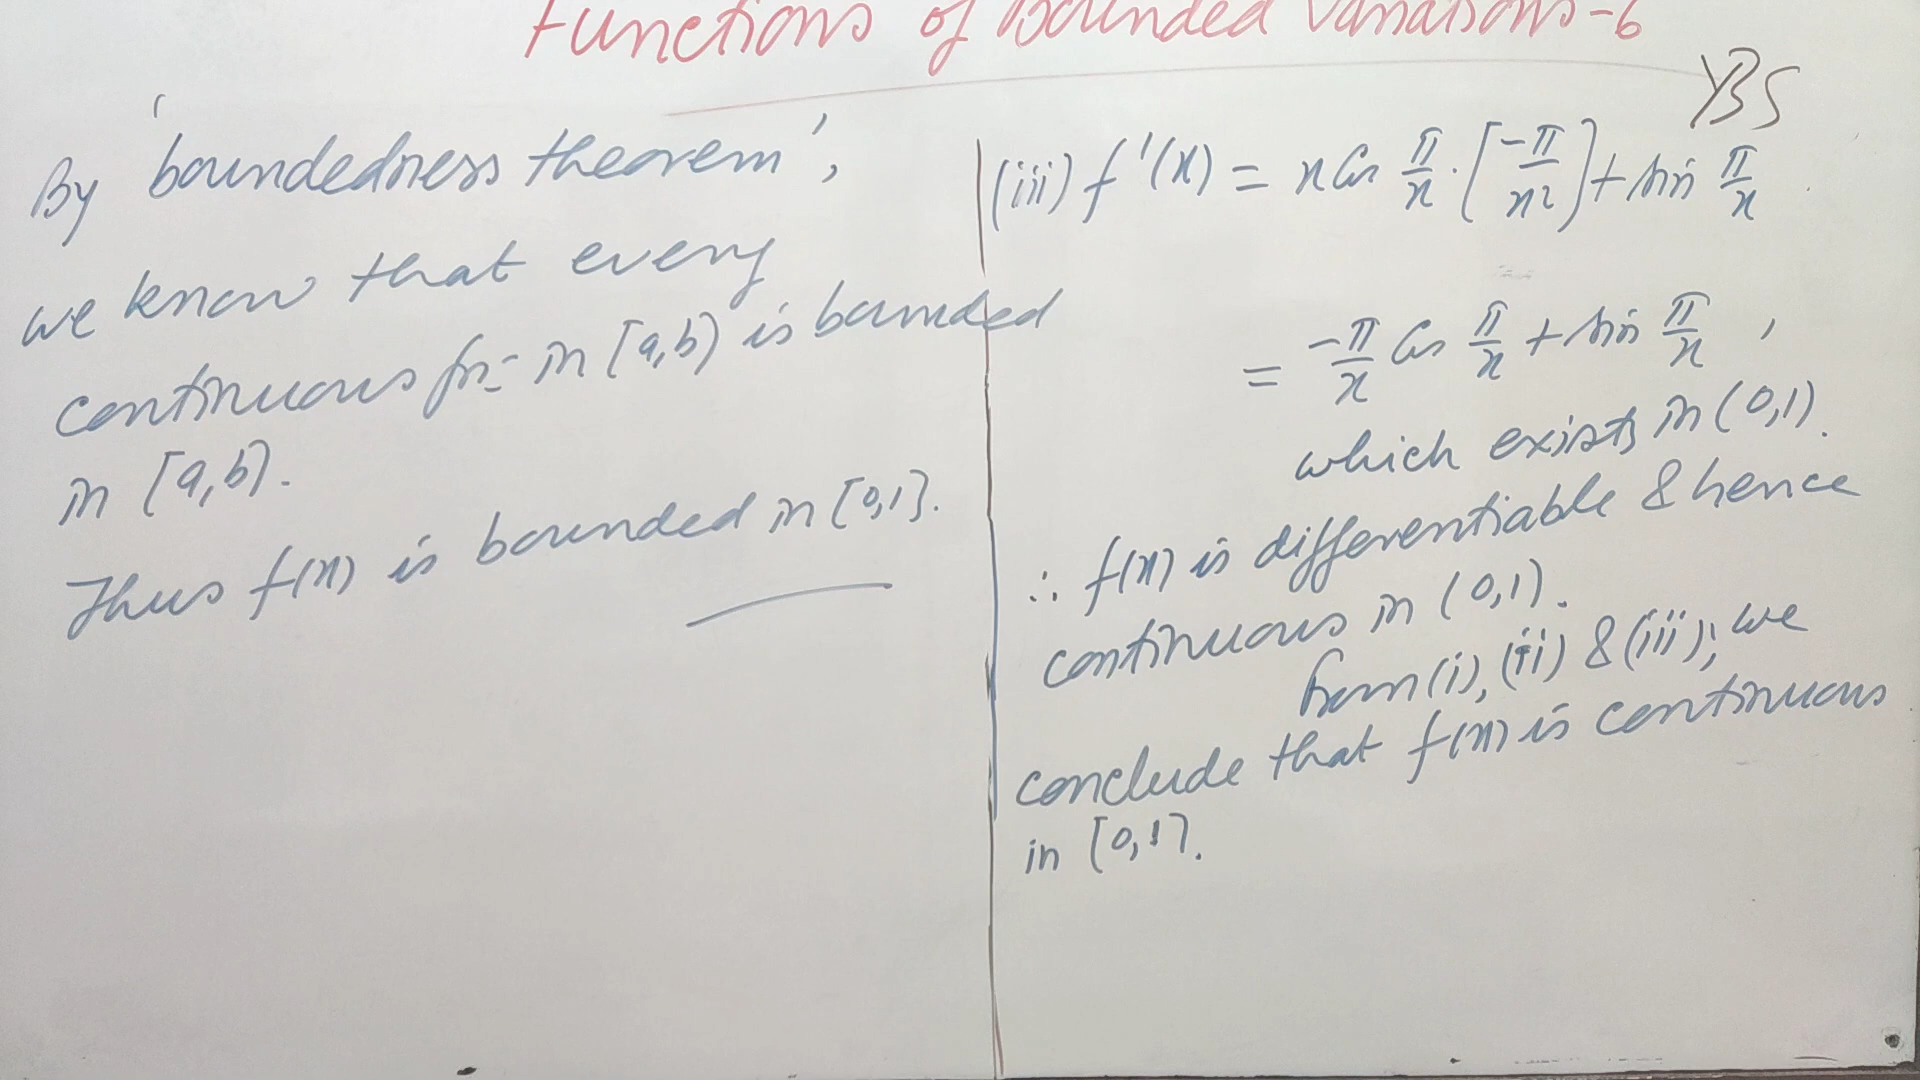 Functions of Bounded Variations-6
YBS
By 'boundedness theorem',
we know that every
continuous fn= in [a,b] is bounded
in [a,b].
Thus f(x) is bounded in [0,1].
(iii) f'(x) = x Cos π/x · [-π/x2] + sin π/x
= -π/x Cos π/x + sin π/x ,
which exists in (0,1).
∴ f(x) is differentiable & hence
continuous in (0,1).
from (i), (ii) & (iii); we
conclude that f(x) is continuous
in [0,1].